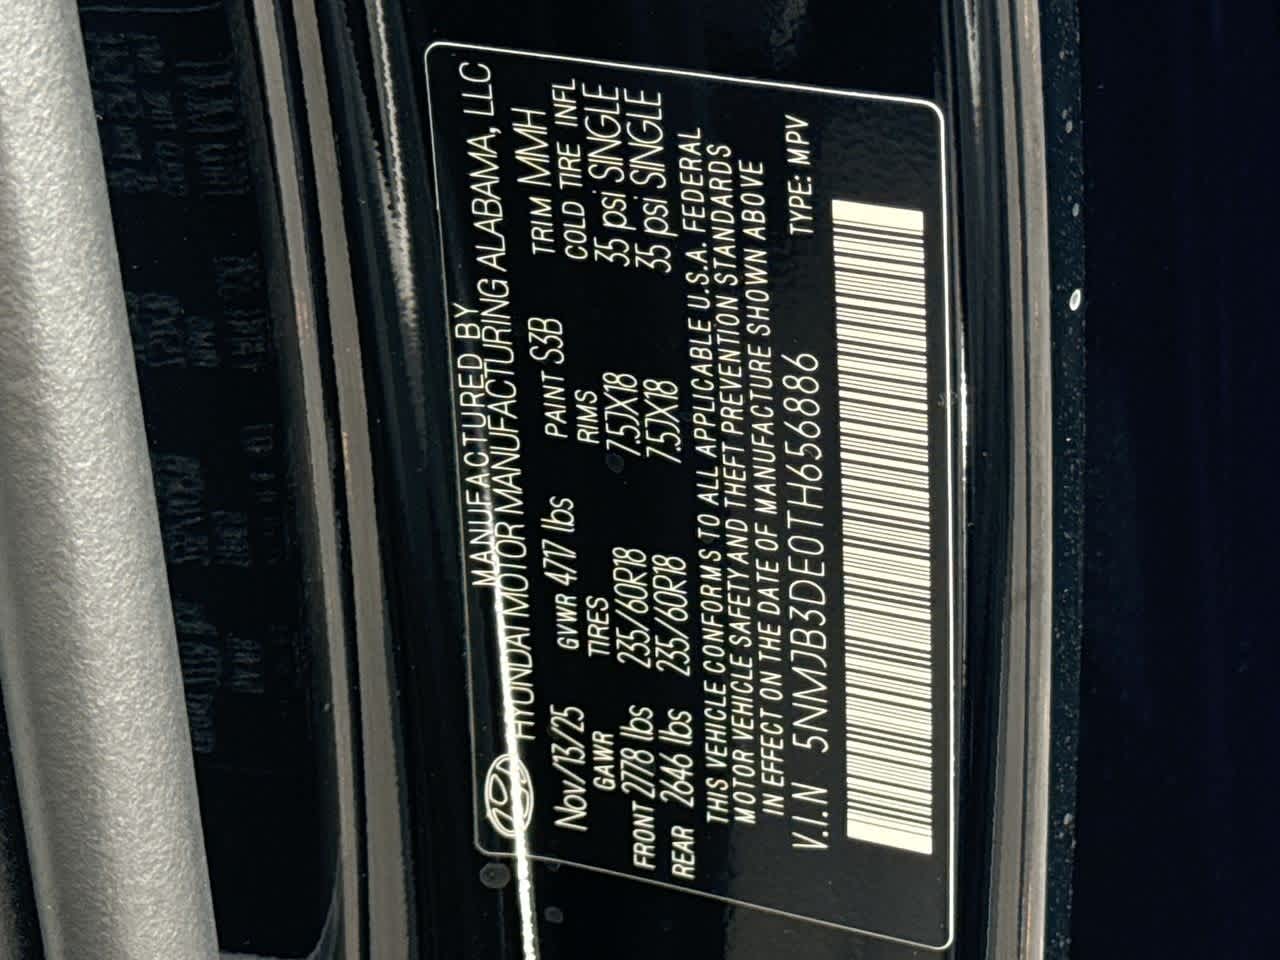 MANUFACTURED BY
HYUNDAI MOTOR MANUFACTURING ALABAMA, LLC
Nov/13/25 GVWR 4717 lbs PAINT S3B TRIM MMH
GAWR TIRES RIMS COLD TIRE INFL
FRONT 2778 lbs 235/60R18 7.5JX18 35 psi SINGLE
REAR 2646 lbs 235/60R18 7.5JX18 35 psi SINGLE
THIS VEHICLE CONFORMS TO ALL APPLICABLE U.S.A. FEDERAL
MOTOR VEHICLE SAFETY AND THEFT PREVENTION STANDARDS
IN EFFECT ON THE DATE OF MANUFACTURE SHOWN ABOVE
V.I.N 5NMJB3DE0TH656886 TYPE: MPV